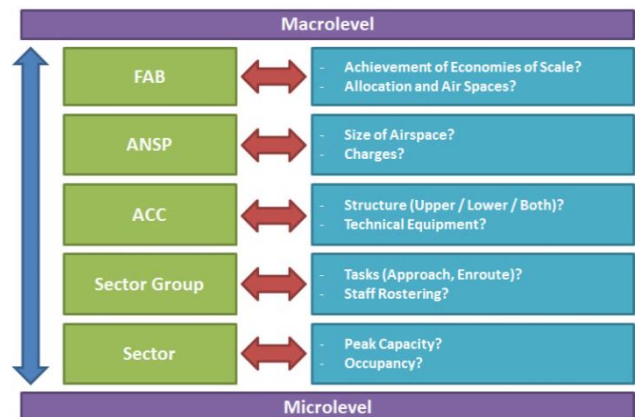 Macrolevel
FAB
- Achievement of Economies of Scale?
- Allocation and Air Spaces?
ANSP
- Size of Airspace?
- Charges?
ACC
- Structure (Upper / Lower / Both)?
- Technical Equipment?
Sector Group
- Tasks (Approach, Enroute)?
- Staff Rostering?
Sector
- Peak Capacity?
- Occupancy?
Microlevel